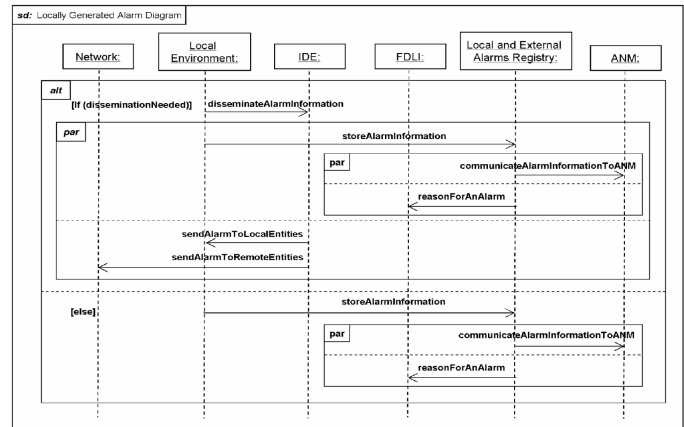 sd: Locally Generated Alarm Diagram
Network:
Local
Environment:
IDE:
FDLI:
Local and External
Alarms Registry:
ANM:
alt
[If (disseminationNeeded)]
disseminateAlarmInformation
par
storeAlarmInformation
par
communicateAlarmInformationToANM
reasonForAnAlarm
sendAlarmToLocalEntities
sendAlarmToRemoteEntities
[else]
storeAlarmInformation
par
communicateAlarmInformationToANM
reasonForAnAlarm